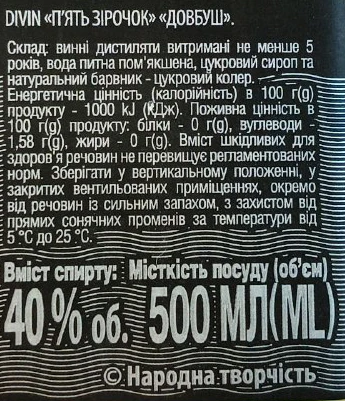 DIVIN «П'ЯТЬ ЗІРОЧОК» «ДОВБУШ».
Склад: винні дистиляти витримані не менше 5
років, вода питна пом'якшена, цукровий сироп та
натуральний барвник - цукровий колер.
Енергетична цінність (калорійність) в 100 г(g)
продукту - 1000 kJ (КДж). Поживна цінність в
100 г(g) продукту: білки - 0 г(g), вуглеводи -
1,58 г(g), жири - 0 г(g). Вміст шкідливих для
здоров'я речовин не перевищує регламентованих
норм. Зберігати у вертикальному положенні, у
закритих вентильованих приміщеннях, окремо
від речовин із сильним запахом, з захистом від
прямих сонячних променів за температури від
5 °С до 25 °С.
Вміст спирту: Місткість посуду (об'єм)
40 % об. 500 МЛ(ML)
© Народна творчість